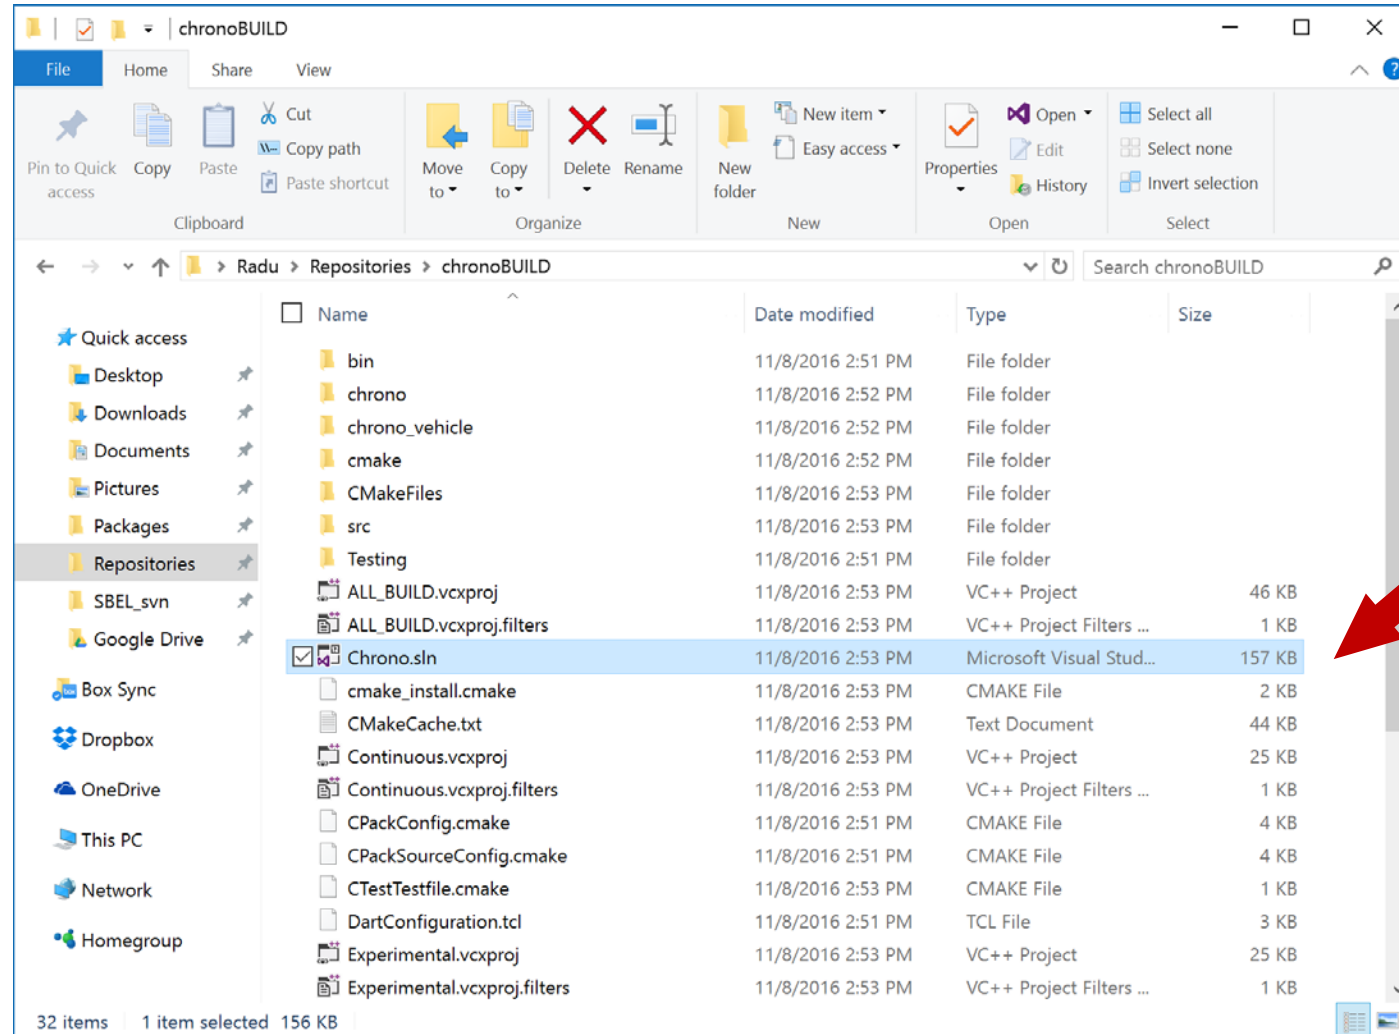 chronoBUILD
File Home Share View
?
Pin to Quick access
Copy
Paste
Cut
Copy path
Paste shortcut
Clipboard
Move to
Copy to
Delete
Rename
Organize
New folder
New item
Easy access
New
Properties
Open
Edit
History
Open
Select all
Select none
Invert selection
Select
Radu > Repositories > chronoBUILD
Search chronoBUILD
Name Date modified Type Size
Quick access
Desktop
Downloads
Documents
Pictures
Packages
Repositories
SBEL_svn
Google Drive
Box Sync
Dropbox
OneDrive
This PC
Network
Homegroup
bin 11/8/2016 2:51 PM File folder
chrono 11/8/2016 2:52 PM File folder
chrono_vehicle 11/8/2016 2:52 PM File folder
cmake 11/8/2016 2:52 PM File folder
CMakeFiles 11/8/2016 2:53 PM File folder
src 11/8/2016 2:53 PM File folder
Testing 11/8/2016 2:51 PM File folder
ALL_BUILD.vcxproj 11/8/2016 2:53 PM VC++ Project 46 KB
ALL_BUILD.vcxproj.filters 11/8/2016 2:53 PM VC++ Project Filters ... 1 KB
Chrono.sln 11/8/2016 2:53 PM Microsoft Visual Stud... 157 KB
cmake_install.cmake 11/8/2016 2:53 PM CMAKE File 2 KB
CMakeCache.txt 11/8/2016 2:53 PM Text Document 44 KB
Continuous.vcxproj 11/8/2016 2:53 PM VC++ Project 25 KB
Continuous.vcxproj.filters 11/8/2016 2:53 PM VC++ Project Filters ... 1 KB
CPackConfig.cmake 11/8/2016 2:51 PM CMAKE File 4 KB
CPackSourceConfig.cmake 11/8/2016 2:51 PM CMAKE File 4 KB
CTestTestfile.cmake 11/8/2016 2:53 PM CMAKE File 1 KB
DartConfiguration.tcl 11/8/2016 2:51 PM TCL File 3 KB
Experimental.vcxproj 11/8/2016 2:53 PM VC++ Project 25 KB
Experimental.vcxproj.filters 11/8/2016 2:53 PM VC++ Project Filters ... 1 KB
32 items 1 item selected 156 KB